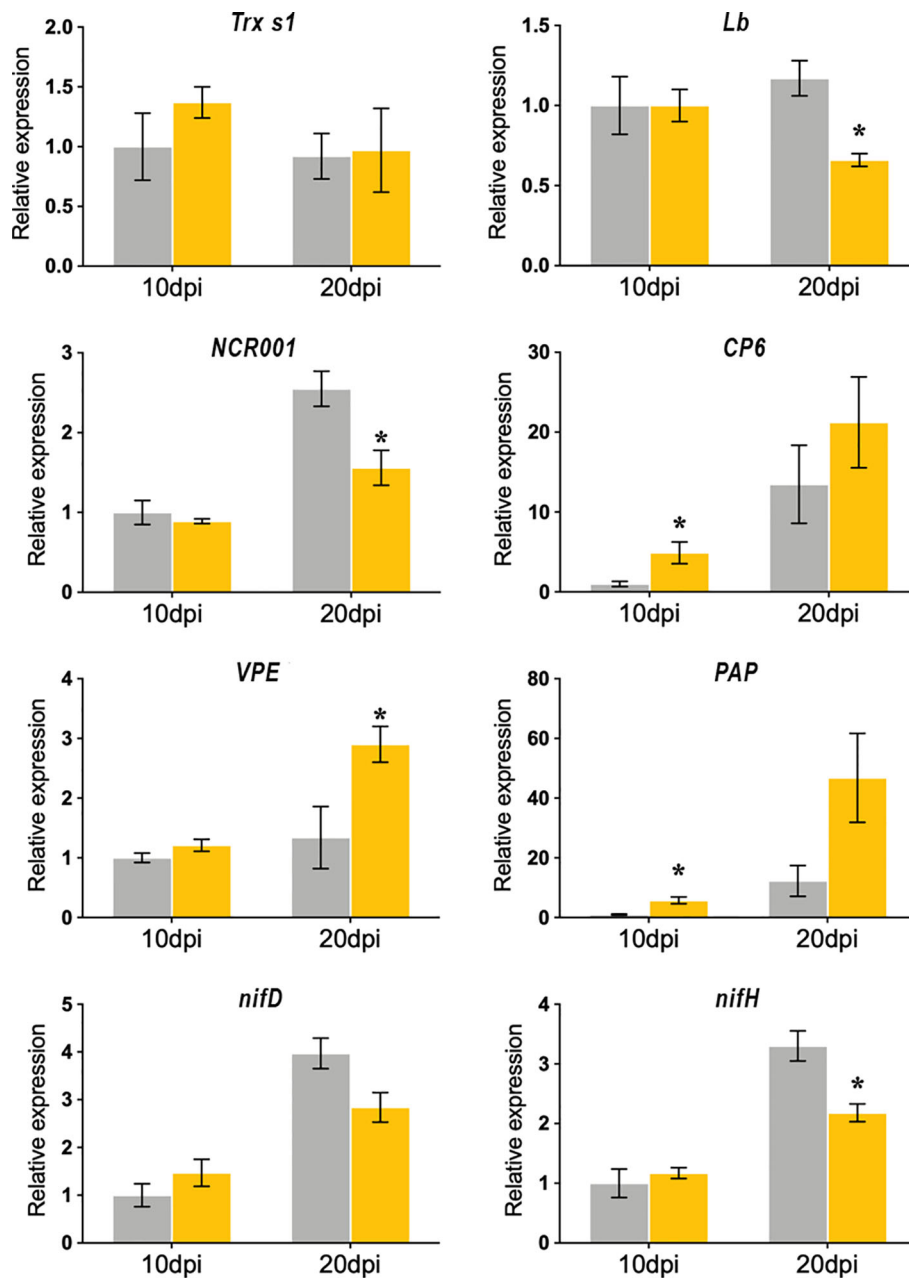 Trx s1
Relative expression
2.0
1.5
1.0
0.5
0.0
10dpi 20dpi
Lb
Relative expression
1.5
1.0
0.5
0.0
*
10dpi 20dpi
NCR001
Relative expression
3
2
1
0
*
10dpi 20dpi
CP6
Relative expression
30
20
10
0
*
10dpi 20dpi
VPE
Relative expression
4
3
2
1
0
*
10dpi 20dpi
PAP
Relative expression
80
60
40
20
0
*
10dpi 20dpi
nifD
Relative expression
5
4
3
2
1
0
10dpi 20dpi
nifH
Relative expression
4
3
2
1
0
*
10dpi 20dpi